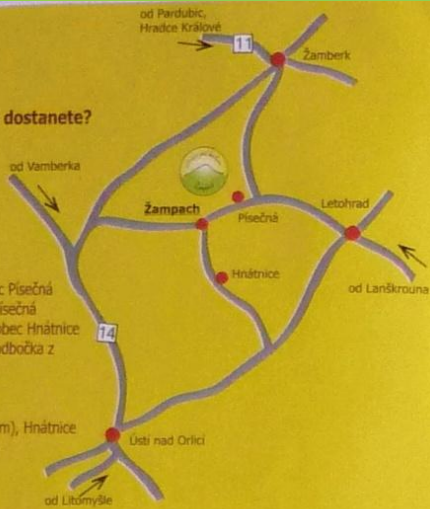 od Pardubic,
Hradce Králové
11
Žamberk
dostanete?
od Vamberka
Žampach
Písečná
Letohrad
Hnátnice
od Lanškrouna
c Písečná
ísečná
obec Hnátnice
dbočka z
14
m), Hnátnice
Ústí nad Orlicí
od Litomyšle